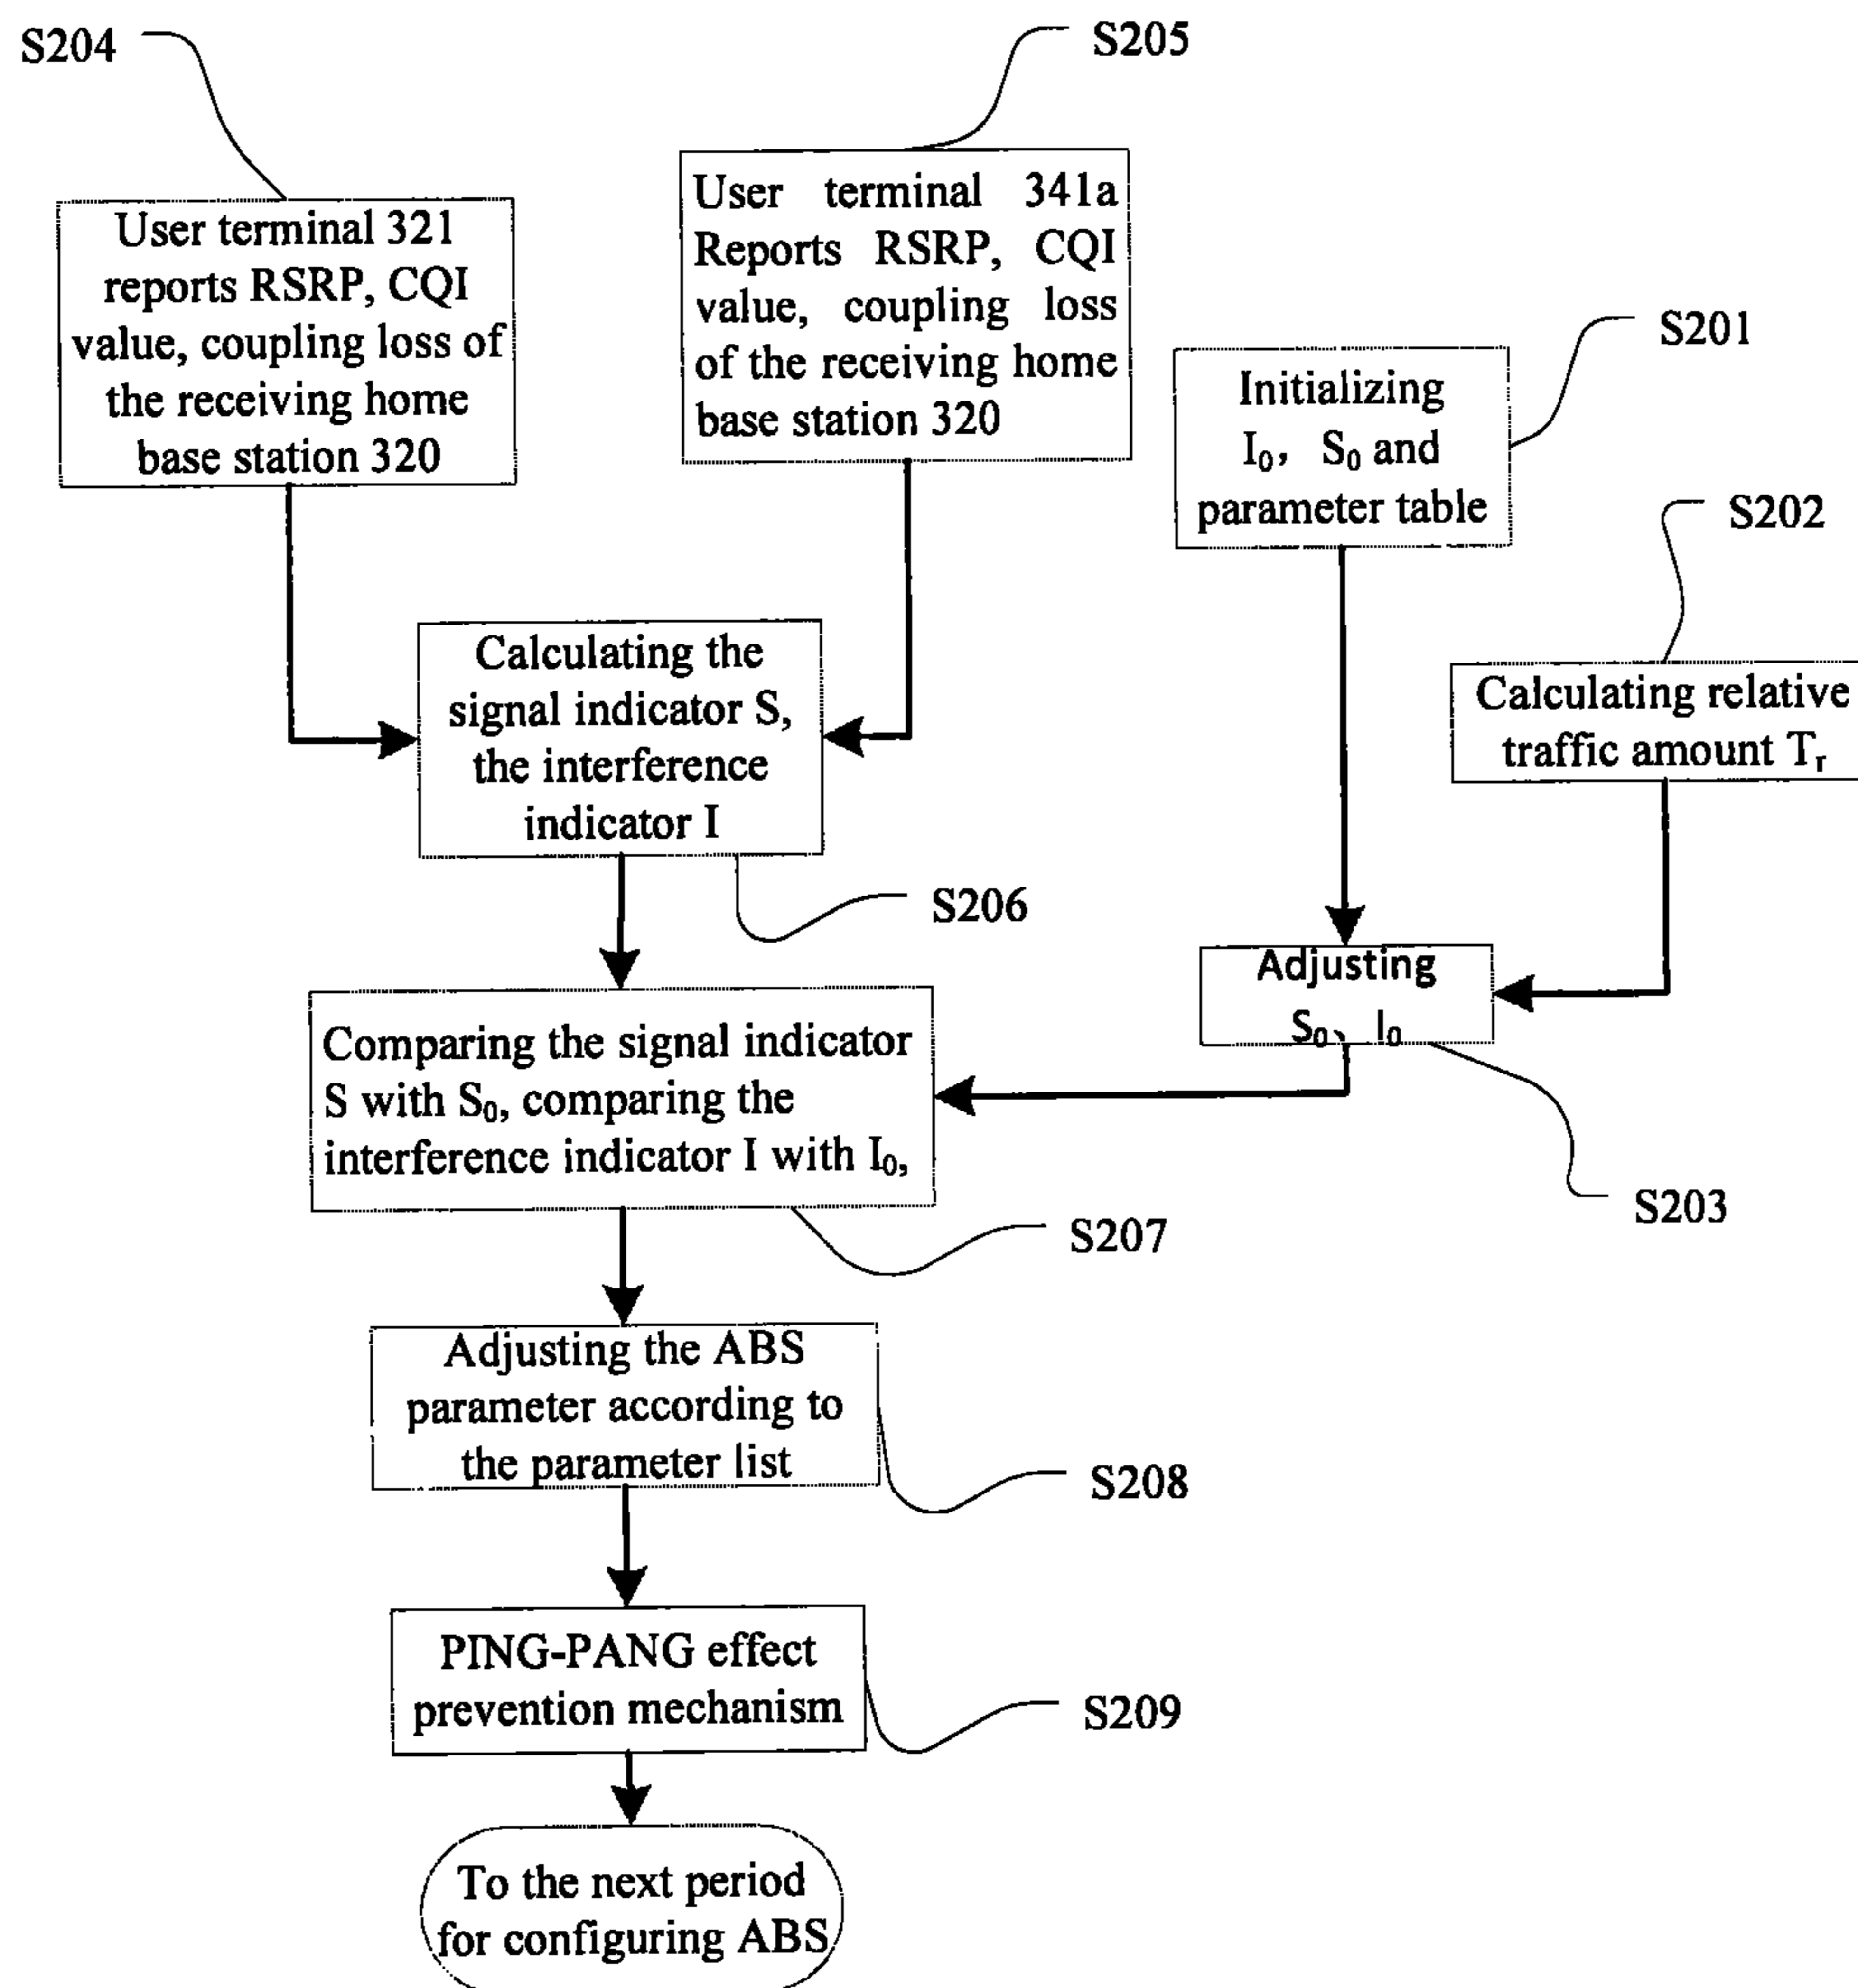 S204
User terminal 321
reports RSRP, CQI
value, coupling loss of
the receiving home
base station 320
S205
User terminal 341a
Reports RSRP, CQI
value, coupling loss
of the receiving home
base station 320
S201
Initializing
I₀， S₀ and
parameter table
S202
Calculating relative
traffic amount Tᵣ
Calculating the
signal indicator S,
the interference
indicator I
S206
Adjusting
S₀、 I₀
S203
Comparing the signal indicator
S with S₀, comparing the
interference indicator I with I₀,
S207
Adjusting the ABS
parameter according to
the parameter list
S208
PING-PANG effect
prevention mechanism
S209
To the next period
for configuring ABS